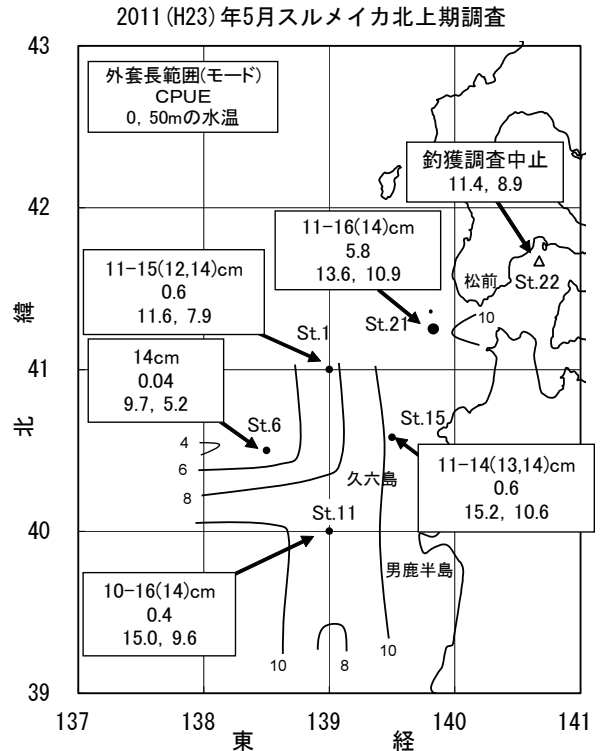 2011(H23)年5月スルメイカ北上期調査
43
外套長範囲(モード)
CPUE
0, 50mの水温
釣獲調査中止
11.4, 8.9
42
11-16(14)cm
5.8
13.6, 10.9
11-15(12,14)cm
0.6
11.6, 7.9
松前
St.22
緯
St.21
10
St.1
14cm
0.04
9.7, 5.2
41
北
St.6
St.15
4
6
11-14(13,14)cm
0.6
15.2, 10.6
8
久六島
St.11
40
男鹿半島
10-16(14)cm
0.4
15.0, 9.6
10
8
10
39
137
138
139
140
141
東
経